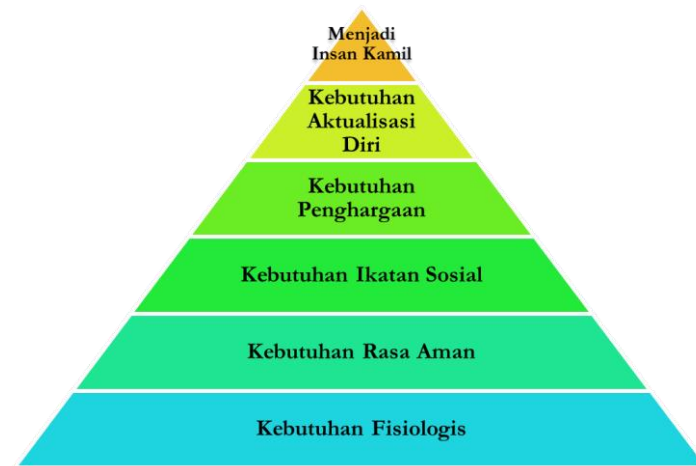 Menjadi
Insan Kamil
Kebutuhan
Aktualisasi
Diri
Kebutuhan
Penghargaan
Kebutuhan Ikatan Sosial
Kebutuhan Rasa Aman
Kebutuhan Fisiologis